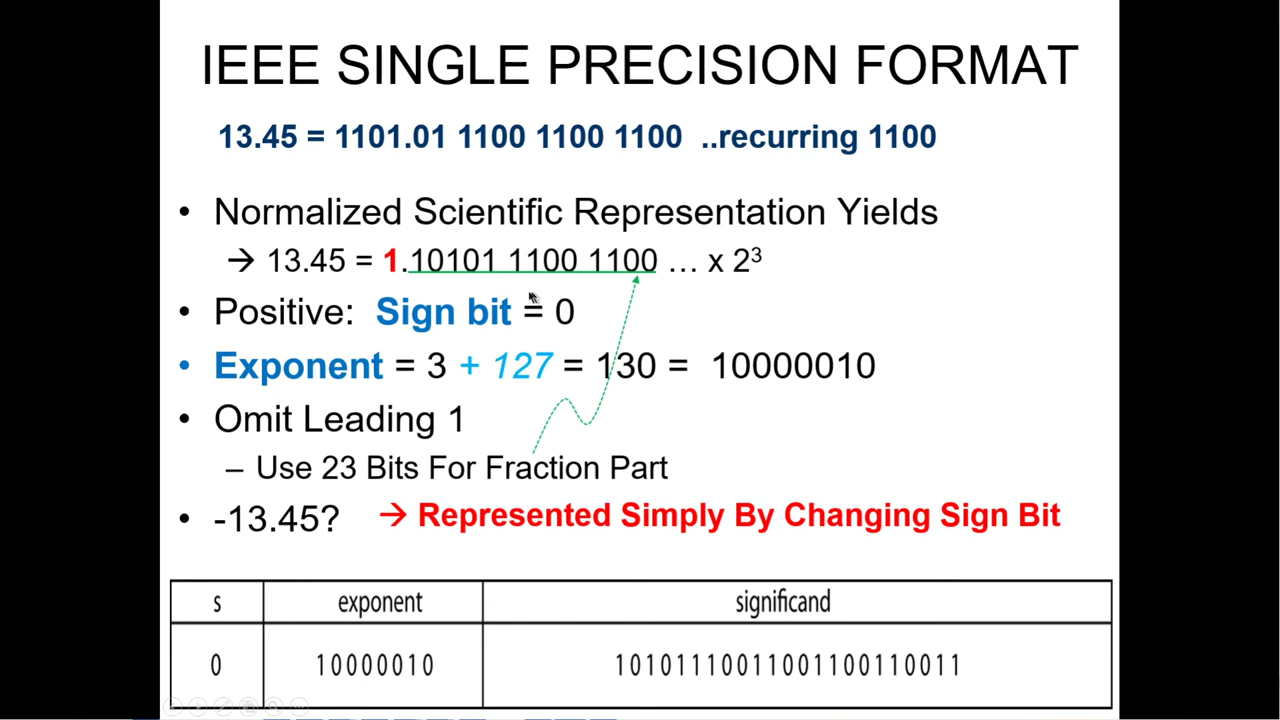 IEEE SINGLE PRECISION FORMAT
13.45 = 1101.01 1100 1100 1100 ..recurring 1100
• Normalized Scientific Representation Yields
→ 13.45 = 1.10101 1100 1100 … x 2³
• Positive: Sign bit = 0
• Exponent = 3 + 127 = 130 = 10000010
• Omit Leading 1
– Use 23 Bits For Fraction Part
• -13.45? → Represented Simply By Changing Sign Bit
s exponent significand
0 10000010 10101110011001100110011